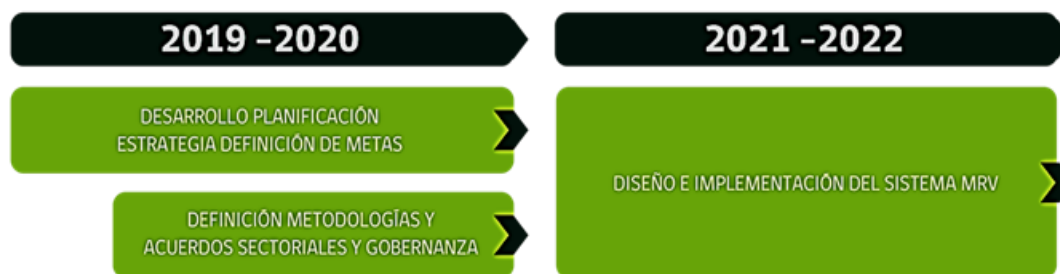 2019 –2020
2021 –2022
DESARROLLO PLANIFICACIÓN
ESTRATEGIA DEFINICIÓN DE METAS
DEFINICIÓN METODOLOGÍAS Y
ACUERDOS SECTORIALES Y GOBERNANZA
DISEÑO E IMPLEMENTACIÓN DEL SISTEMA MRV